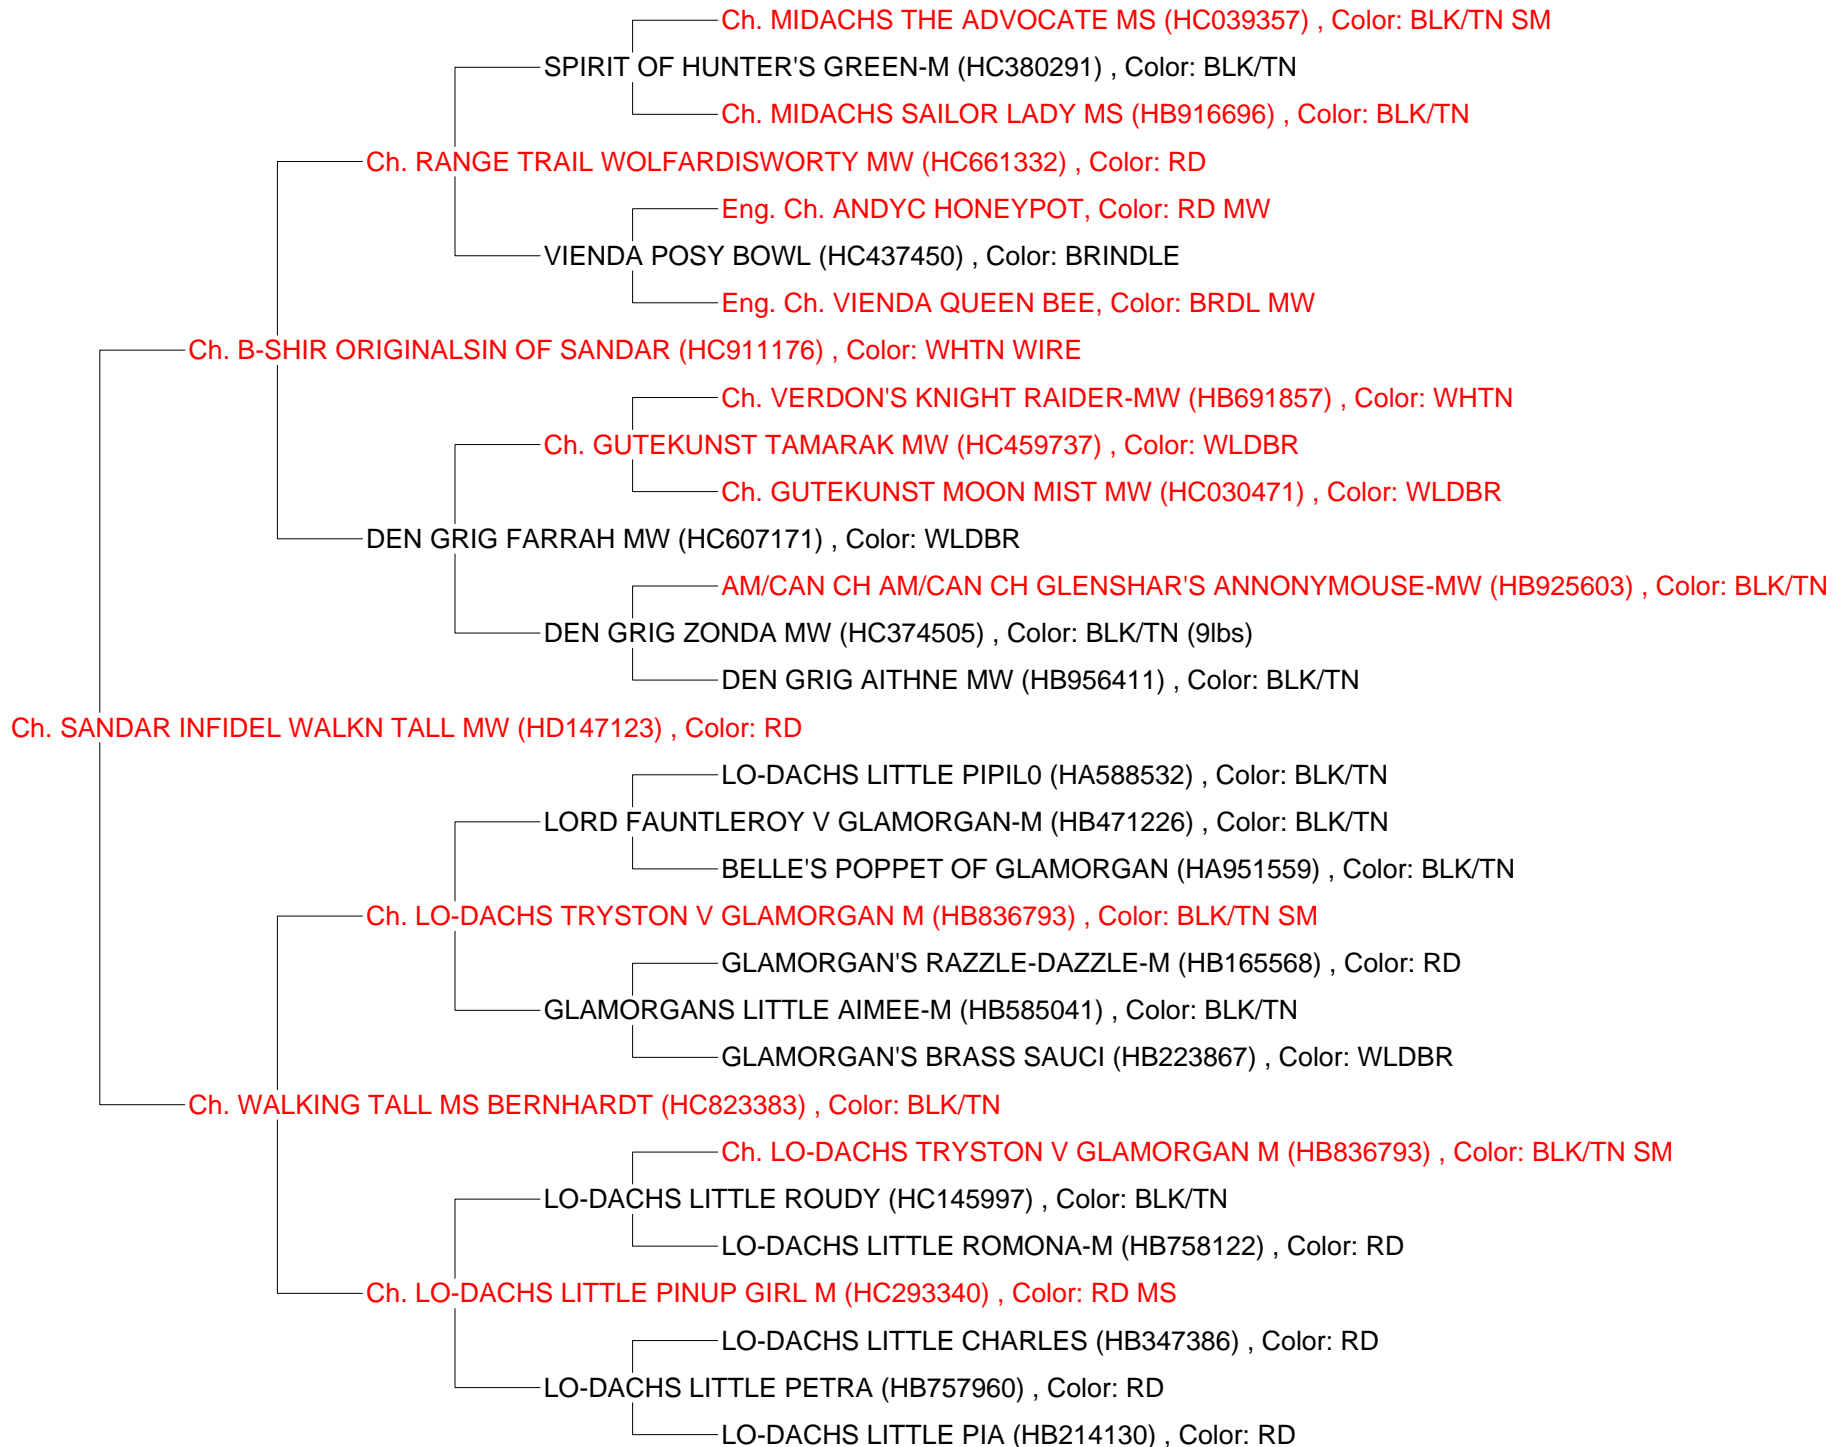 Ch. MIDACHS THE ADVOCATE MS (HC039357) , Color: BLK/TN SM
SPIRIT OF HUNTER'S GREEN-M (HC380291) , Color: BLK/TN
Ch. MIDACHS SAILOR LADY MS (HB916696) , Color: BLK/TN
Ch. RANGE TRAIL WOLFARDISWORTY MW (HC661332) , Color: RD
Eng. Ch. ANDYC HONEYPOT, Color: RD MW
VIENDA POSY BOWL (HC437450) , Color: BRINDLE
Eng. Ch. VIENDA QUEEN BEE, Color: BRDL MW
Ch. B-SHIR ORIGINALSIN OF SANDAR (HC911176) , Color: WHTN WIRE
Ch. VERDON'S KNIGHT RAIDER-MW (HB691857) , Color: WHTN
Ch. GUTEKUNST TAMARAK MW (HC459737) , Color: WLDBR
Ch. GUTEKUNST MOON MIST MW (HC030471) , Color: WLDBR
DEN GRIG FARRAH MW (HC607171) , Color: WLDBR
AM/CAN CH AM/CAN CH GLENSHAR'S ANNONYMOUSE-MW (HB925603) , Color: BLK/TN
DEN GRIG ZONDA MW (HC374505) , Color: BLK/TN (9lbs)
DEN GRIG AITHNE MW (HB956411) , Color: BLK/TN
Ch. SANDAR INFIDEL WALKN TALL MW (HD147123) , Color: RD
LO-DACHS LITTLE PIPIL0 (HA588532) , Color: BLK/TN
LORD FAUNTLEROY V GLAMORGAN-M (HB471226) , Color: BLK/TN
BELLE'S POPPET OF GLAMORGAN (HA951559) , Color: BLK/TN
Ch. LO-DACHS TRYSTON V GLAMORGAN M (HB836793) , Color: BLK/TN SM
GLAMORGAN'S RAZZLE-DAZZLE-M (HB165568) , Color: RD
GLAMORGANS LITTLE AIMEE-M (HB585041) , Color: BLK/TN
GLAMORGAN'S BRASS SAUCI (HB223867) , Color: WLDBR
Ch. WALKING TALL MS BERNHARDT (HC823383) , Color: BLK/TN
Ch. LO-DACHS TRYSTON V GLAMORGAN M (HB836793) , Color: BLK/TN SM
LO-DACHS LITTLE ROUDY (HC145997) , Color: BLK/TN
LO-DACHS LITTLE ROMONA-M (HB758122) , Color: RD
Ch. LO-DACHS LITTLE PINUP GIRL M (HC293340) , Color: RD MS
LO-DACHS LITTLE CHARLES (HB347386) , Color: RD
LO-DACHS LITTLE PETRA (HB757960) , Color: RD
LO-DACHS LITTLE PIA (HB214130) , Color: RD